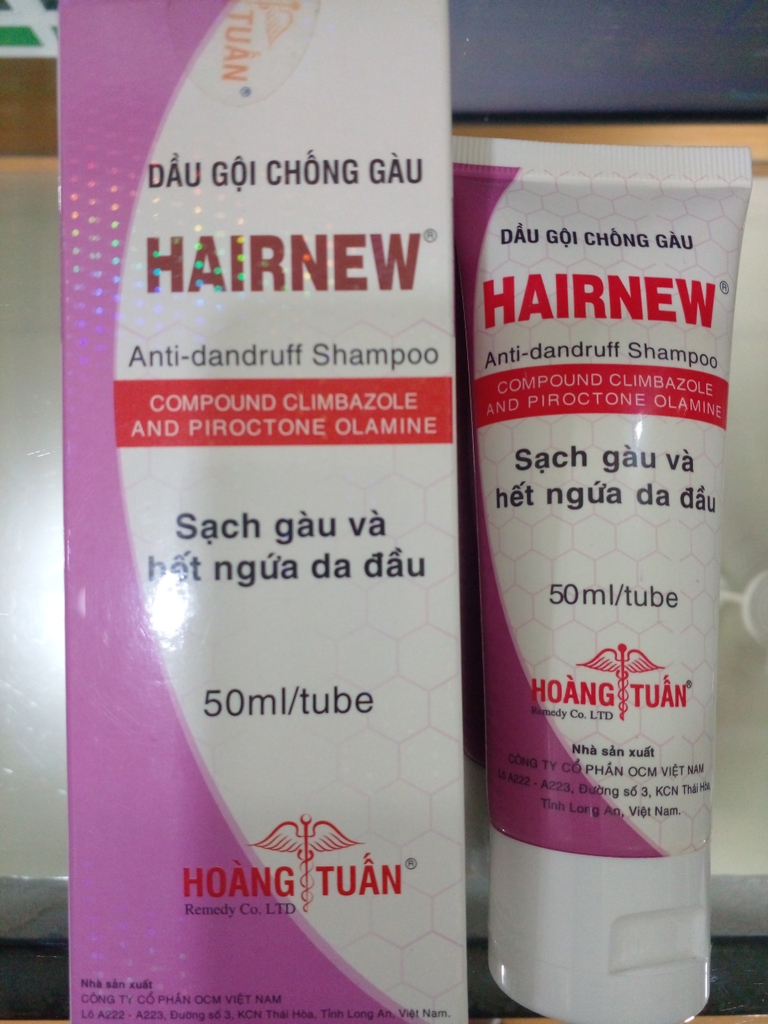 TUẤN
DẦU GỘI CHỐNG GÀU
HAIRNEW®
Anti-dandruff Shampoo
COMPOUND CLIMBAZOLE
AND PIROCTONE OLAMINE
Sạch gàu và
hết ngứa da đầu
50ml/tube
HOÀNG TUẤN®
Remedy Co. LTD
Nhà sản xuất
CÔNG TY CỔ PHẦN OCM VIỆT NAM
Lô A222 - A223, Đường số 3, KCN Thái Hòa, Tỉnh Long An, Việt Nam.
DẦU GỘI CHỐNG GÀU
HAIRNEW®
Anti-dandruff Shampoo
COMPOUND CLIMBAZOLE
AND PIROCTONE OLAMINE
Sạch gàu và
hết ngứa da đầu
50ml/tube
HOÀNG TUẤN®
Remedy Co. LTD
Nhà sản xuất
CÔNG TY CỔ PHẦN OCM VIỆT NAM
Lô A222 - A223, Đường số 3, KCN Thái Hòa,
Tỉnh Long An, Việt Nam.